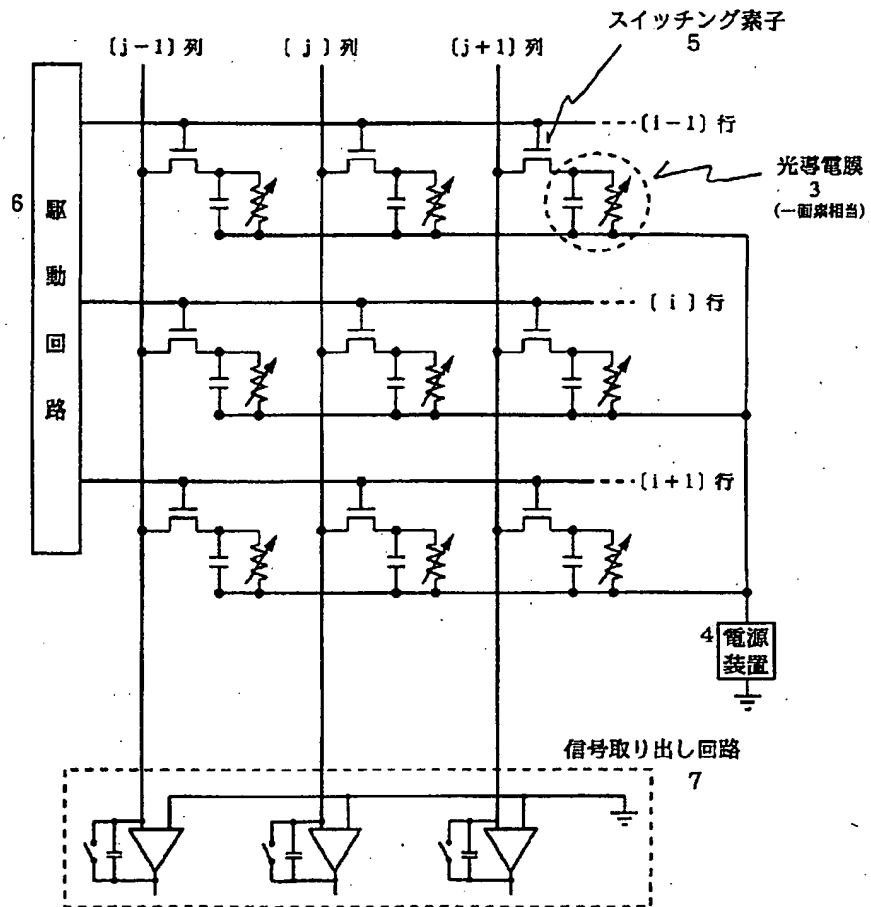 スイッチング素子
5
〔j-1〕列
〔j〕列
〔j+1〕列
〔i-1〕行
光導電膜
3
(一画素相当)
6
駆動回路
〔i〕行
〔i+1〕行
4
電源
装置
信号取り出し回路
7